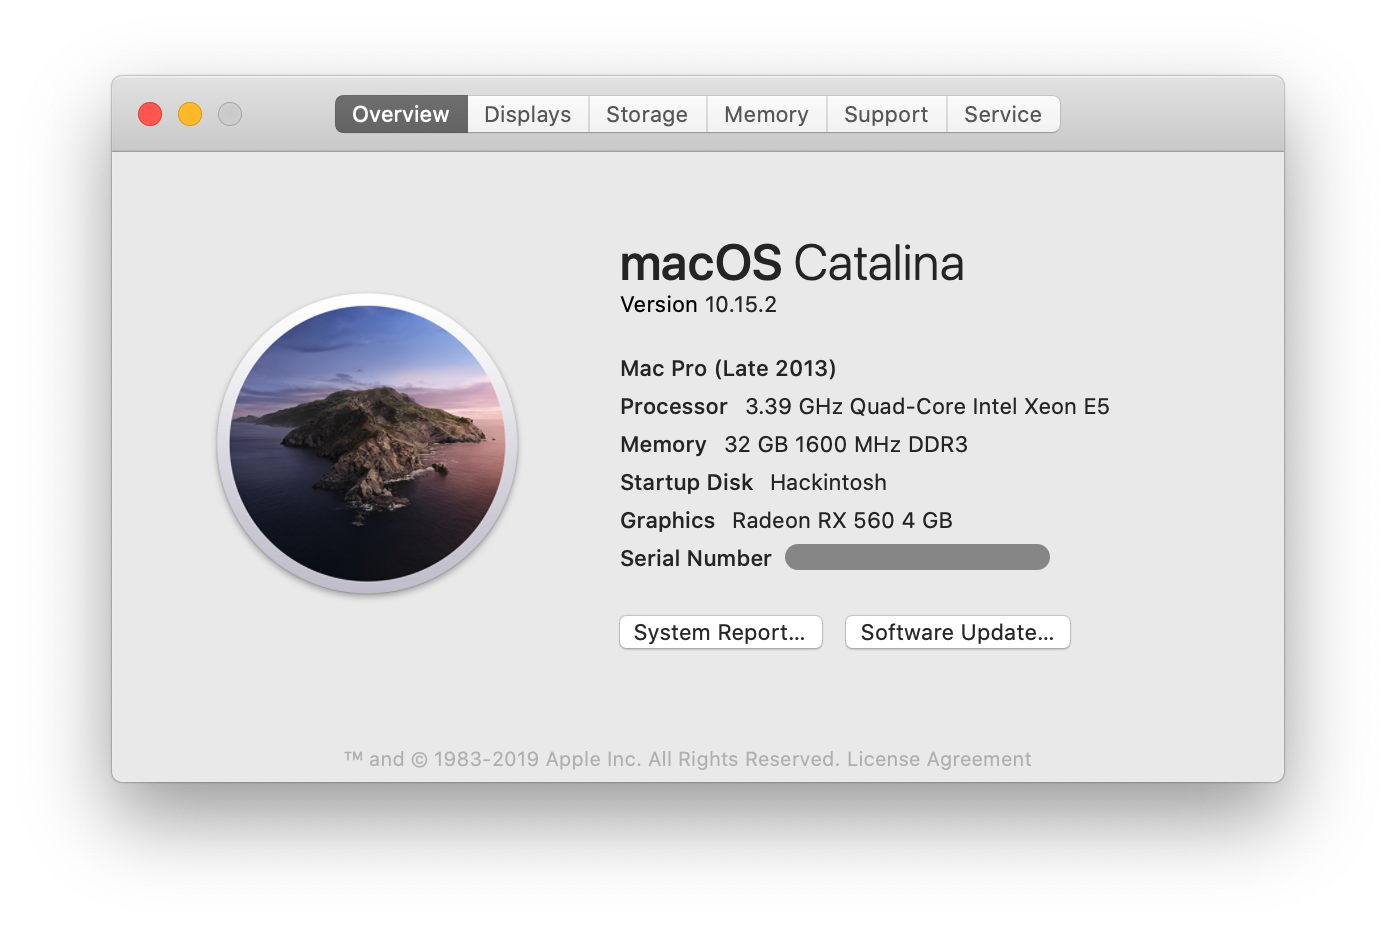 Overview Displays Storage Memory Support Service
macOS Catalina
Version 10.15.2
Mac Pro (Late 2013)
Processor 3.39 GHz Quad-Core Intel Xeon E5
Memory 32 GB 1600 MHz DDR3
Startup Disk Hackintosh
Graphics Radeon RX 560 4 GB
Serial Number
System Report... Software Update...
™ and © 1983-2019 Apple Inc. All Rights Reserved. License Agreement